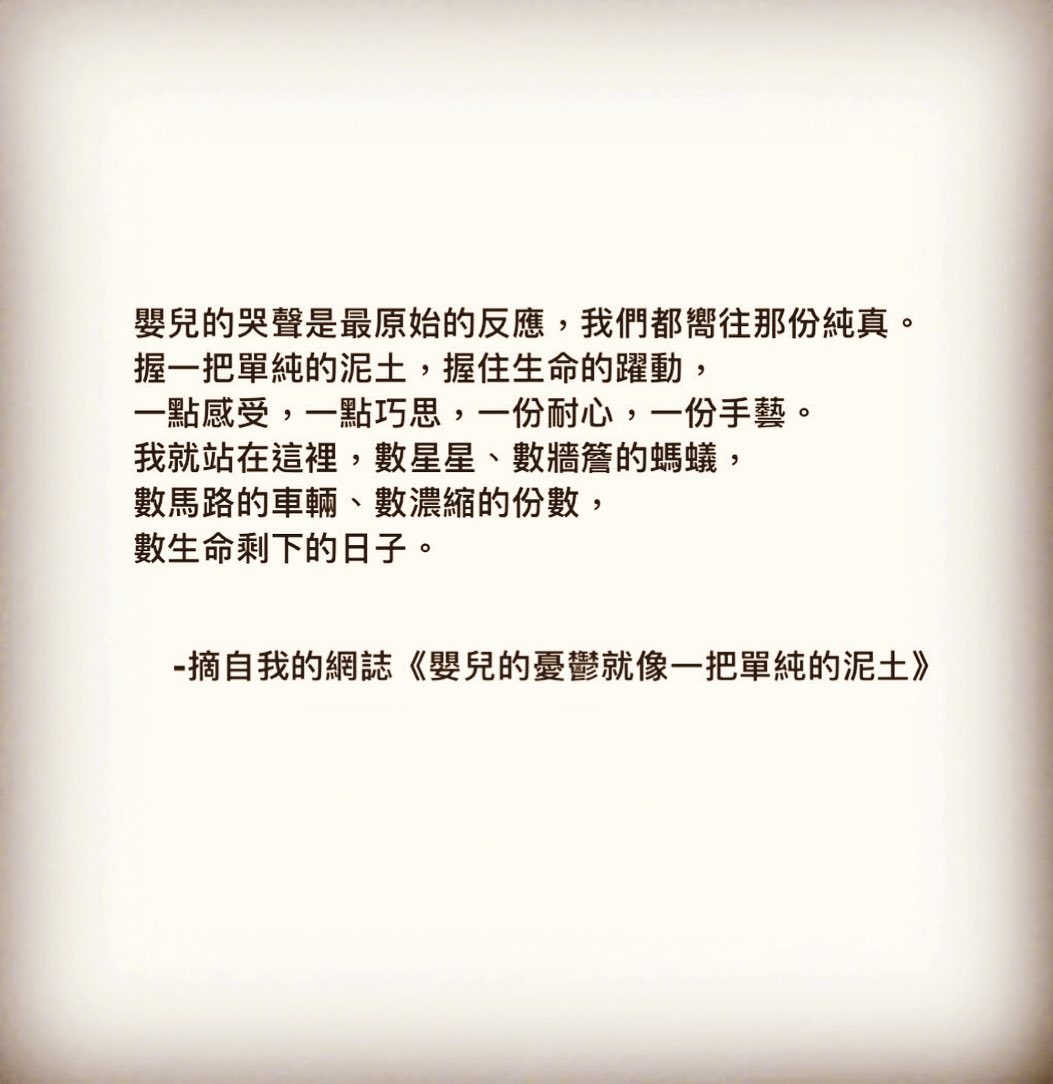 嬰兒的哭聲是最原始的反應，我們都嚮往那份純真。
握一把單純的泥土，握住生命的躍動，
一點感受，一點巧思，一份耐心，一份手藝。
我就站在這裡，數星星、數牆簷的螞蟻，
數馬路的車輛、數濃縮的份數，
數生命剩下的日子。
-摘自我的網誌《嬰兒的憂鬱就像一把單純的泥土》